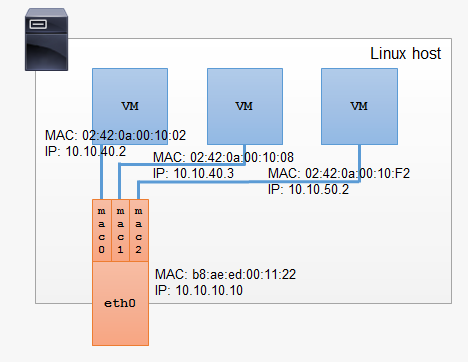 Linux host
VM
VM
VM
MAC: 02:42:0a:00:10:02
IP: 10.10.40.2
MAC: 02:42:0a:00:10:08
IP: 10.10.40.3
MAC: 02:42:0a:00:10:F2
IP: 10.10.50.2
mac0
mac1
mac2
MAC: b8:ae:ed:00:11:22
IP: 10.10.10.10
eth0